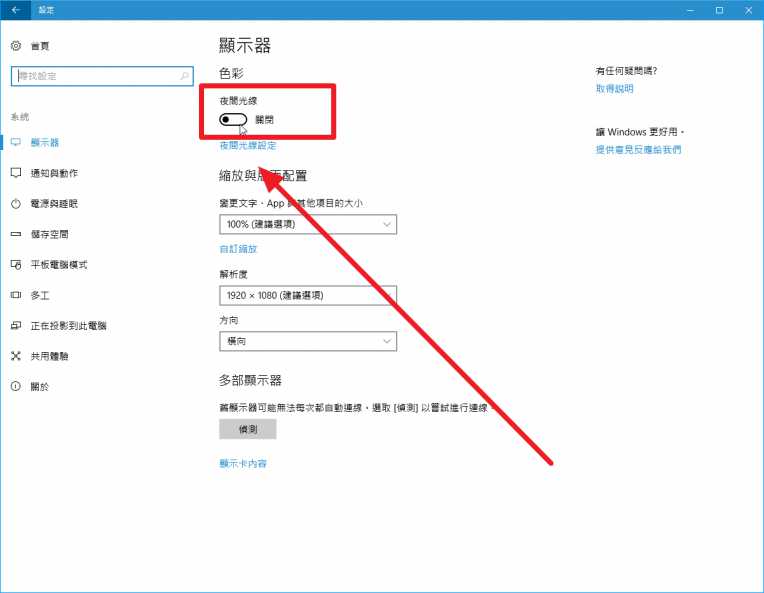 設定
首頁
尋找設定
系統
顯示器
通知與動作
電源與睡眠
儲存空間
平板電腦模式
多工
正在投影到此電腦
共用體驗
關於
顯示器
色彩
夜間光線
關閉
夜間光線設定
縮放與版面配置
變更文字、App 與其他項目的大小
100% (建議選項)
自訂縮放
解析度
1920 × 1080 (建議選項)
方向
橫向
多部顯示器
舊顯示器可能無法每次都自動連線。選取 [偵測] 以嘗試進行連線。
偵測
顯示卡內容
有任何疑問嗎?
取得說明
讓 Windows 更好用。
提供意見反應給我們